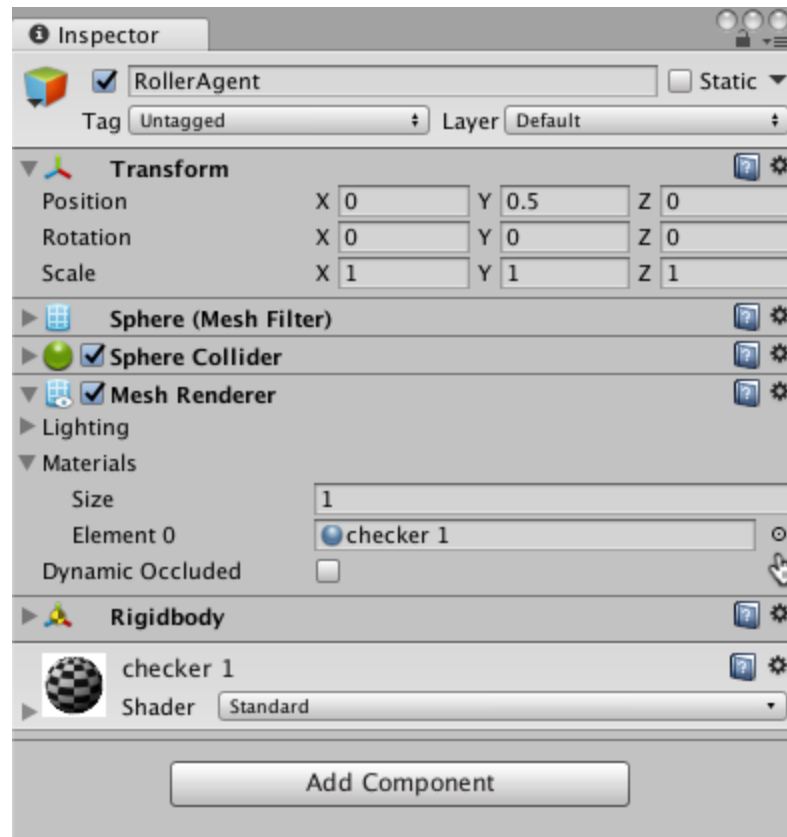 Inspector
RollerAgent Static
Tag Untagged Layer Default
Transform
Position X 0 Y 0.5 Z 0
Rotation X 0 Y 0 Z 0
Scale X 1 Y 1 Z 1
Sphere (Mesh Filter)
Sphere Collider
Mesh Renderer
Lighting
Materials
Size 1
Element 0 checker 1
Dynamic Occluded
Rigidbody
checker 1
Shader Standard
Add Component